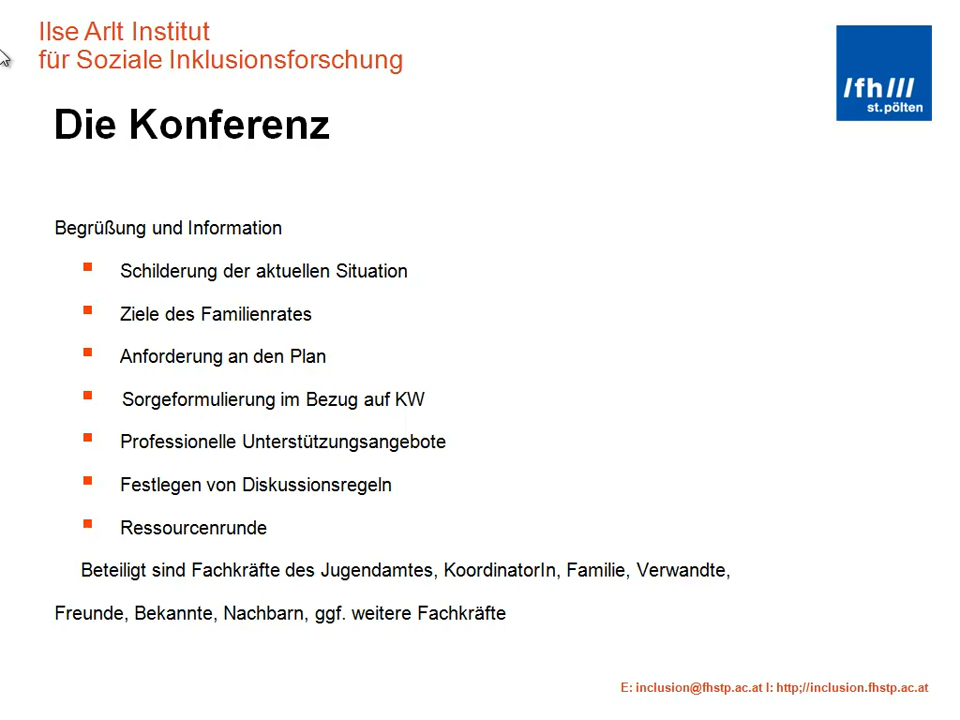 Ilse Arlt Institut
für Soziale Inklusionsforschung
/fh///
st.pölten
Die Konferenz
Begrüßung und Information
Schilderung der aktuellen Situation
Ziele des Familienrates
Anforderung an den Plan
Sorgeformulierung im Bezug auf KW
Professionelle Unterstützungsangebote
Festlegen von Diskussionsregeln
Ressourcenrunde
Beteiligt sind Fachkräfte des Jugendamtes, KoordinatorIn, Familie, Verwandte,
Freunde, Bekannte, Nachbarn, ggf. weitere Fachkräfte
E: inclusion@fhstp.ac.at I: http;//inclusion.fhstp.ac.at